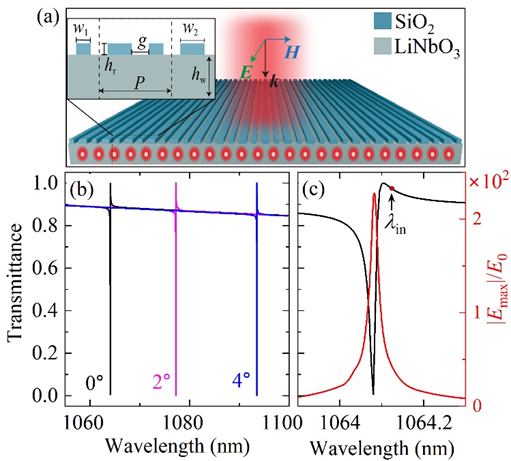 (a)
w₁ g w₂
hᵣ
P
h_w
E
H
k
SiO₂
LiNbO₃
(b)
(c)
Transmittance
1.0
0.8
0.6
0.4
0.2
0.0
0° 2° 4°
1060 1080 1100
Wavelength (nm)
λᵢₙ
1064 1064.2
Wavelength (nm)
×10²
2
1
0
|Eₘₐₓ|/E₀